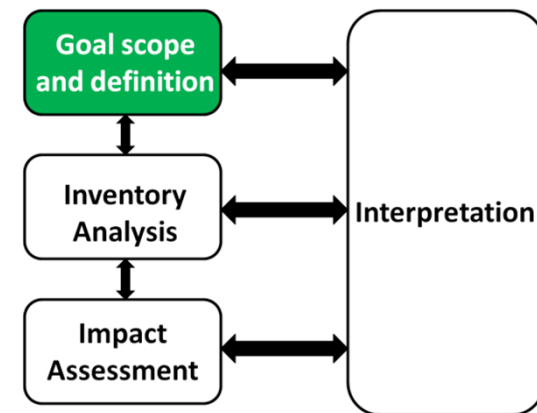 Goal scope
and definition
Inventory
Analysis
Interpretation
Impact
Assessment